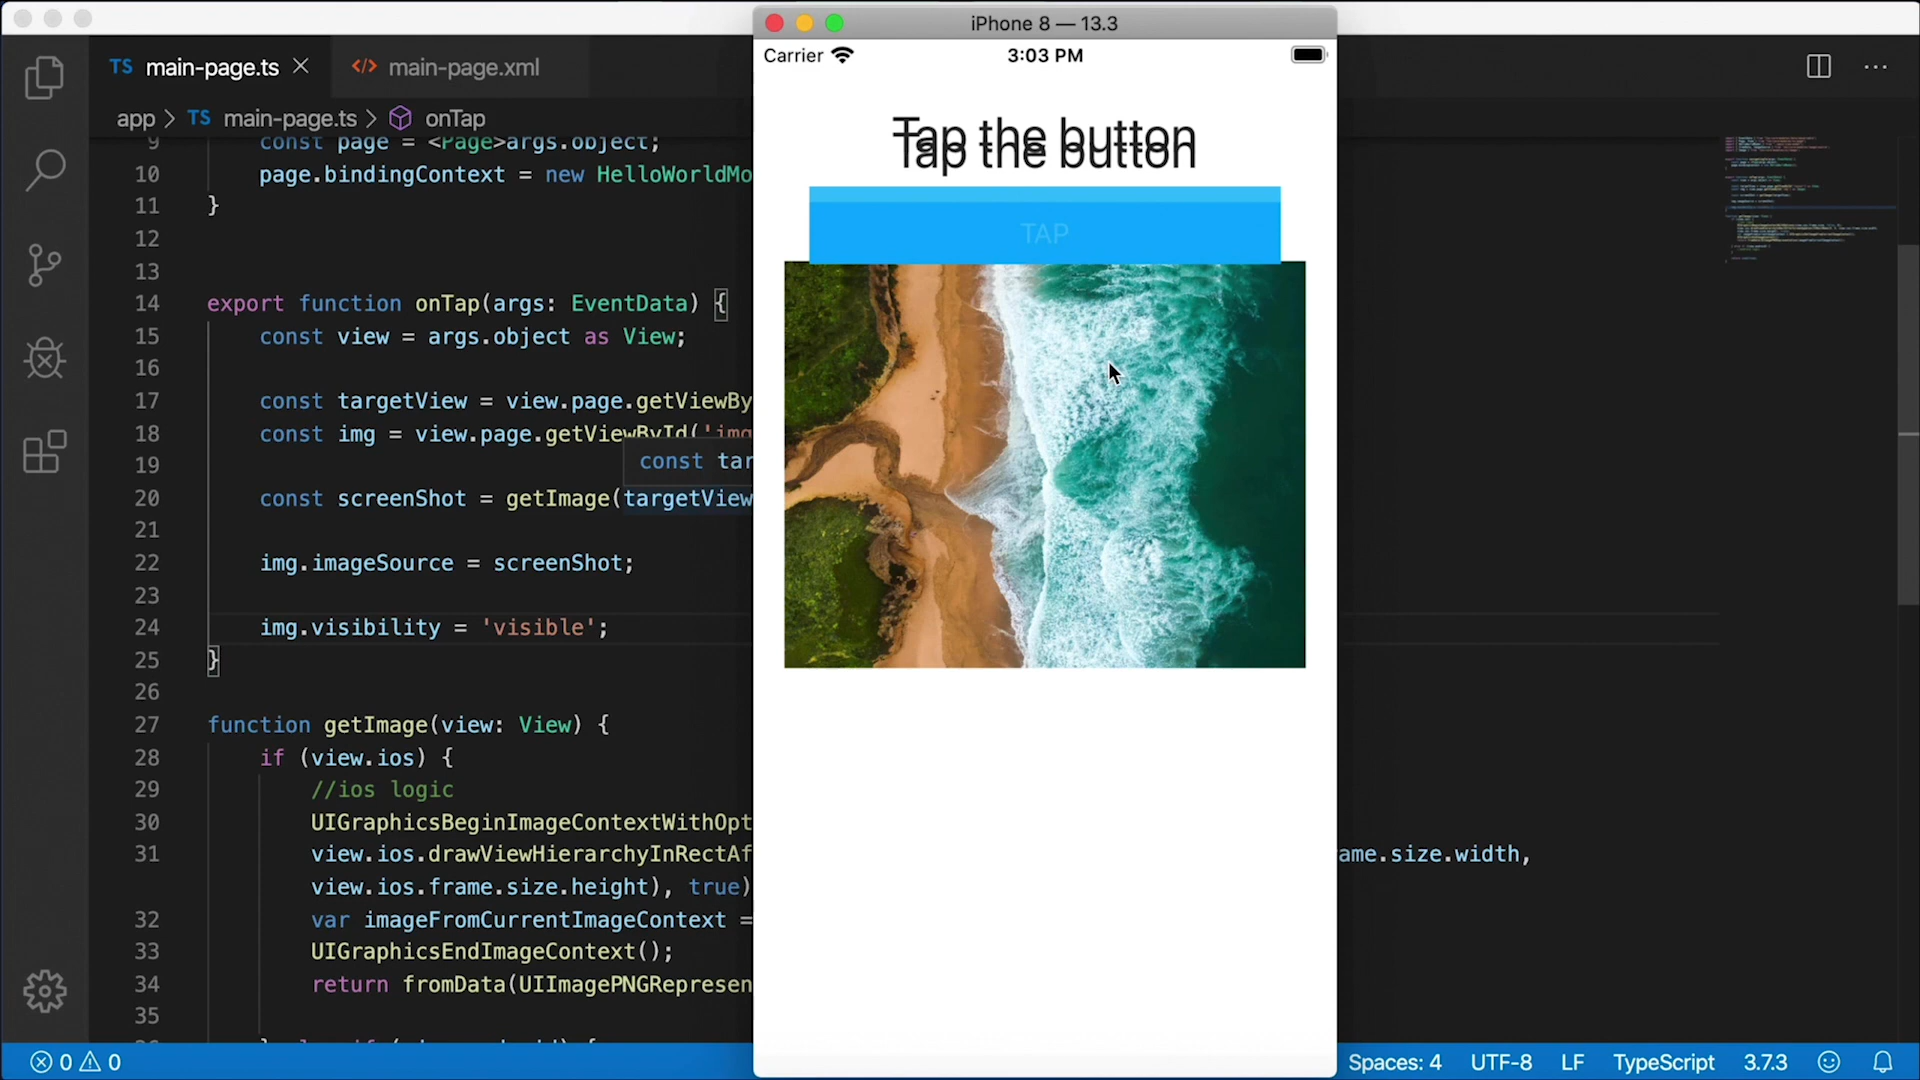 iPhone 8 — 13.3
Carrier 3:03 PM
TS main-page.ts
</> main-page.xml
app > TS main-page.ts > onTap
Tap the button
Tap the button
TAP
9 const page = <Page>args.object;
10 page.bindingContext = new HelloWorldMo
11 }
12
13
14 export function onTap(args: EventData) {
15 const view = args.object as View;
16
17 const targetView = view.page.getViewBy
18 const img = view.page.getViewById('img
19
const tar
20 const screenShot = getImage(targetView
21
22 img.imageSource = screenShot;
23
24 img.visibility = 'visible';
25 }
26
27 function getImage(view: View) {
28 if (view.ios) {
29 //ios logic
30 UIGraphicsBeginImageContextWithOpt
31 view.ios.drawViewHierarchyInRectAf ame.size.width,
view.ios.frame.size.height), true)
32 var imageFromCurrentImageContext =
33 UIGraphicsEndImageContext();
34 return fromData(UIImagePNGRepresen
35
0 0
Spaces: 4 UTF-8 LF TypeScript 3.7.3